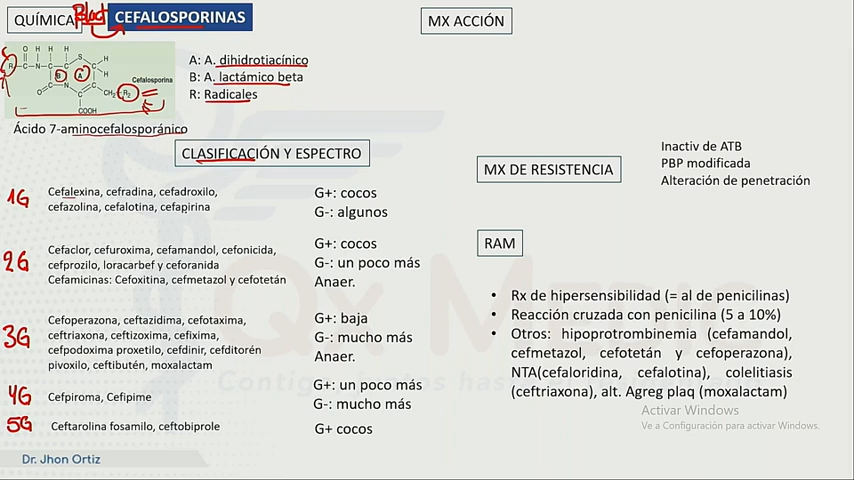 QUÍMICA
CEFALOSPORINAS
MX ACCIÓN
A: A. dihidrotiacínico
B: A. lactámico beta
R: Radicales
Cefalosporina
COOH
Ácido 7-aminocefalosporánico
CLASIFICACIÓN Y ESPECTRO
1G
Cefalexina, cefradina, cefadroxilo,
cefazolina, cefalotina, cefapirina
G+: cocos
G-: algunos
2G
Cefaclor, cefuroxima, cefamandol, cefonicida,
cefprozilo, loracarbef y ceforanida
Cefamicinas: Cefoxitina, cefmetazol y cefotetán
G+: cocos
G-: un poco más
Anaer.
3G
Cefoperazona, ceftazidima, cefotaxima,
ceftriaxona, ceftizoxima, cefixima,
cefpodoxima proxetilo, cefdinir, cefditorén
pivoxilo, ceftibutén, moxalactam
G+: baja
G-: mucho más
Anaer.
4G
Cefpiroma, Cefipime
G+: un poco más
G-: mucho más
5G
Ceftarolina fosamilo, ceftobiprole
G+ cocos
MX DE RESISTENCIA
Inactiv de ATB
PBP modificada
Alteración de penetración
RAM
• Rx de hipersensibilidad (= al de penicilinas)
• Reacción cruzada con penicilina (5 a 10%)
• Otros: hipoprotrombinemia (cefamandol,
cefmetazol, cefotetán y cefoperazona),
NTA(cefaloridina, cefalotina), colelitiasis
(ceftriaxona), alt. Agreg plaq (moxalactam)
Qx MEDIC
Activar Windows
Ve a Configuración para activar Windows.
Dr. Jhon Ortiz